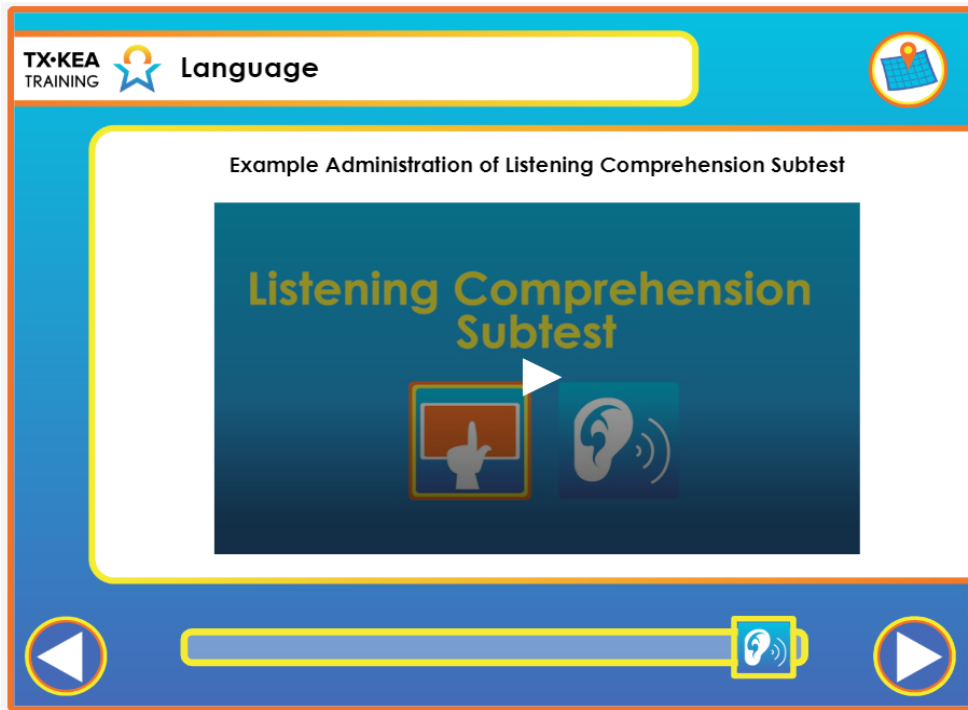 TX•KEA
TRAINING
Language
Example Administration of Listening Comprehension Subtest
Listening Comprehension
Subtest